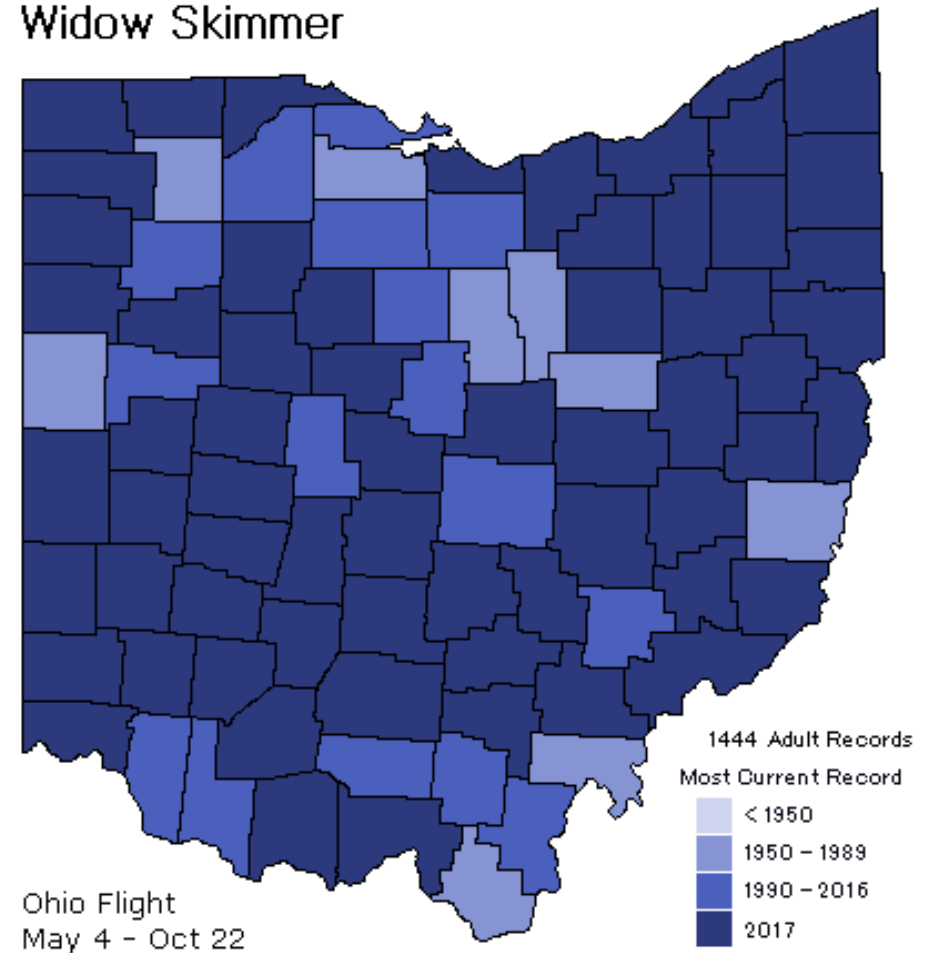 Widow Skimmer
1444 Adult Records
Most Current Record
< 1950
1950 - 1989
1990 - 2016
2017
Ohio Flight
May 4 - Oct 22